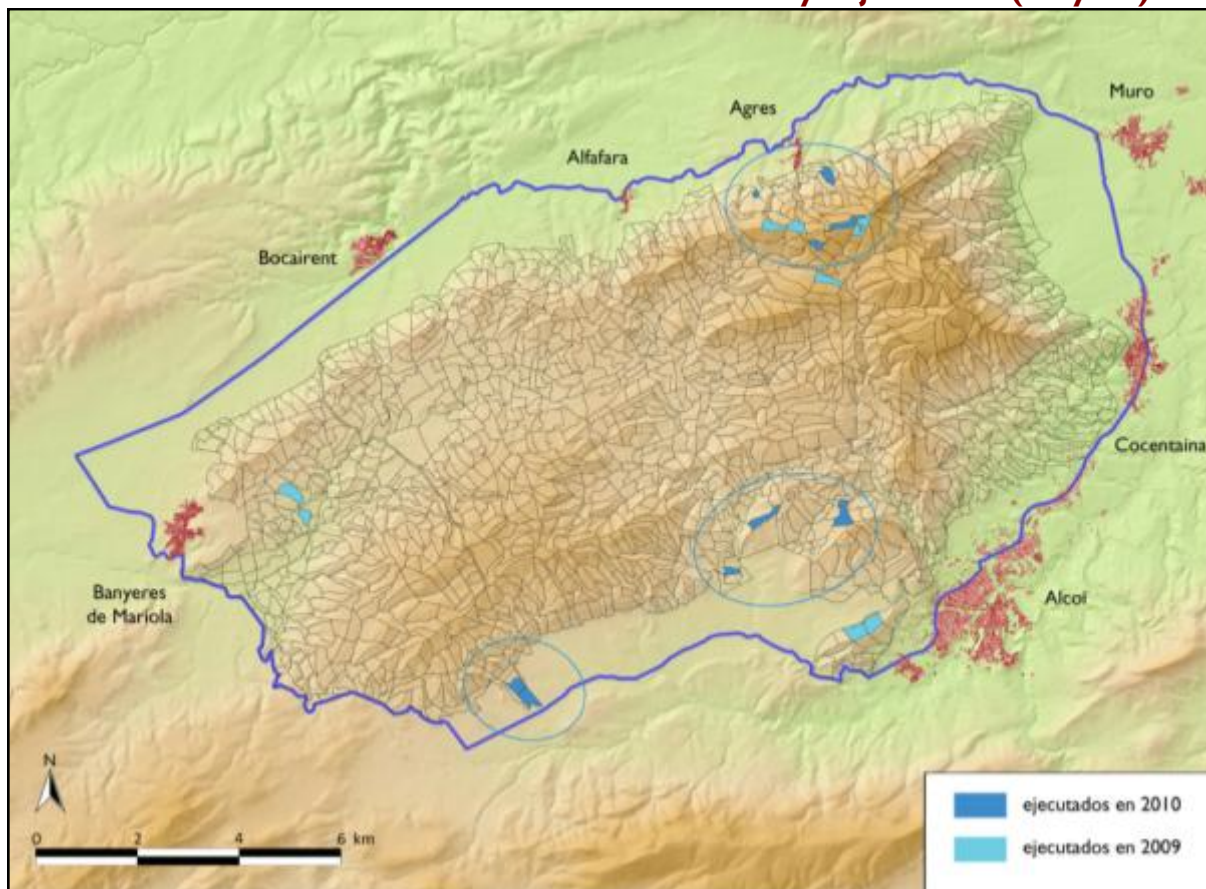 Muro
Agres
Alfafara
Bocairent
Cocentaina
Banyeres
de Mariola
Alcoi
N
0 2 4 6 km
ejecutados en 2010
ejecutados en 2009